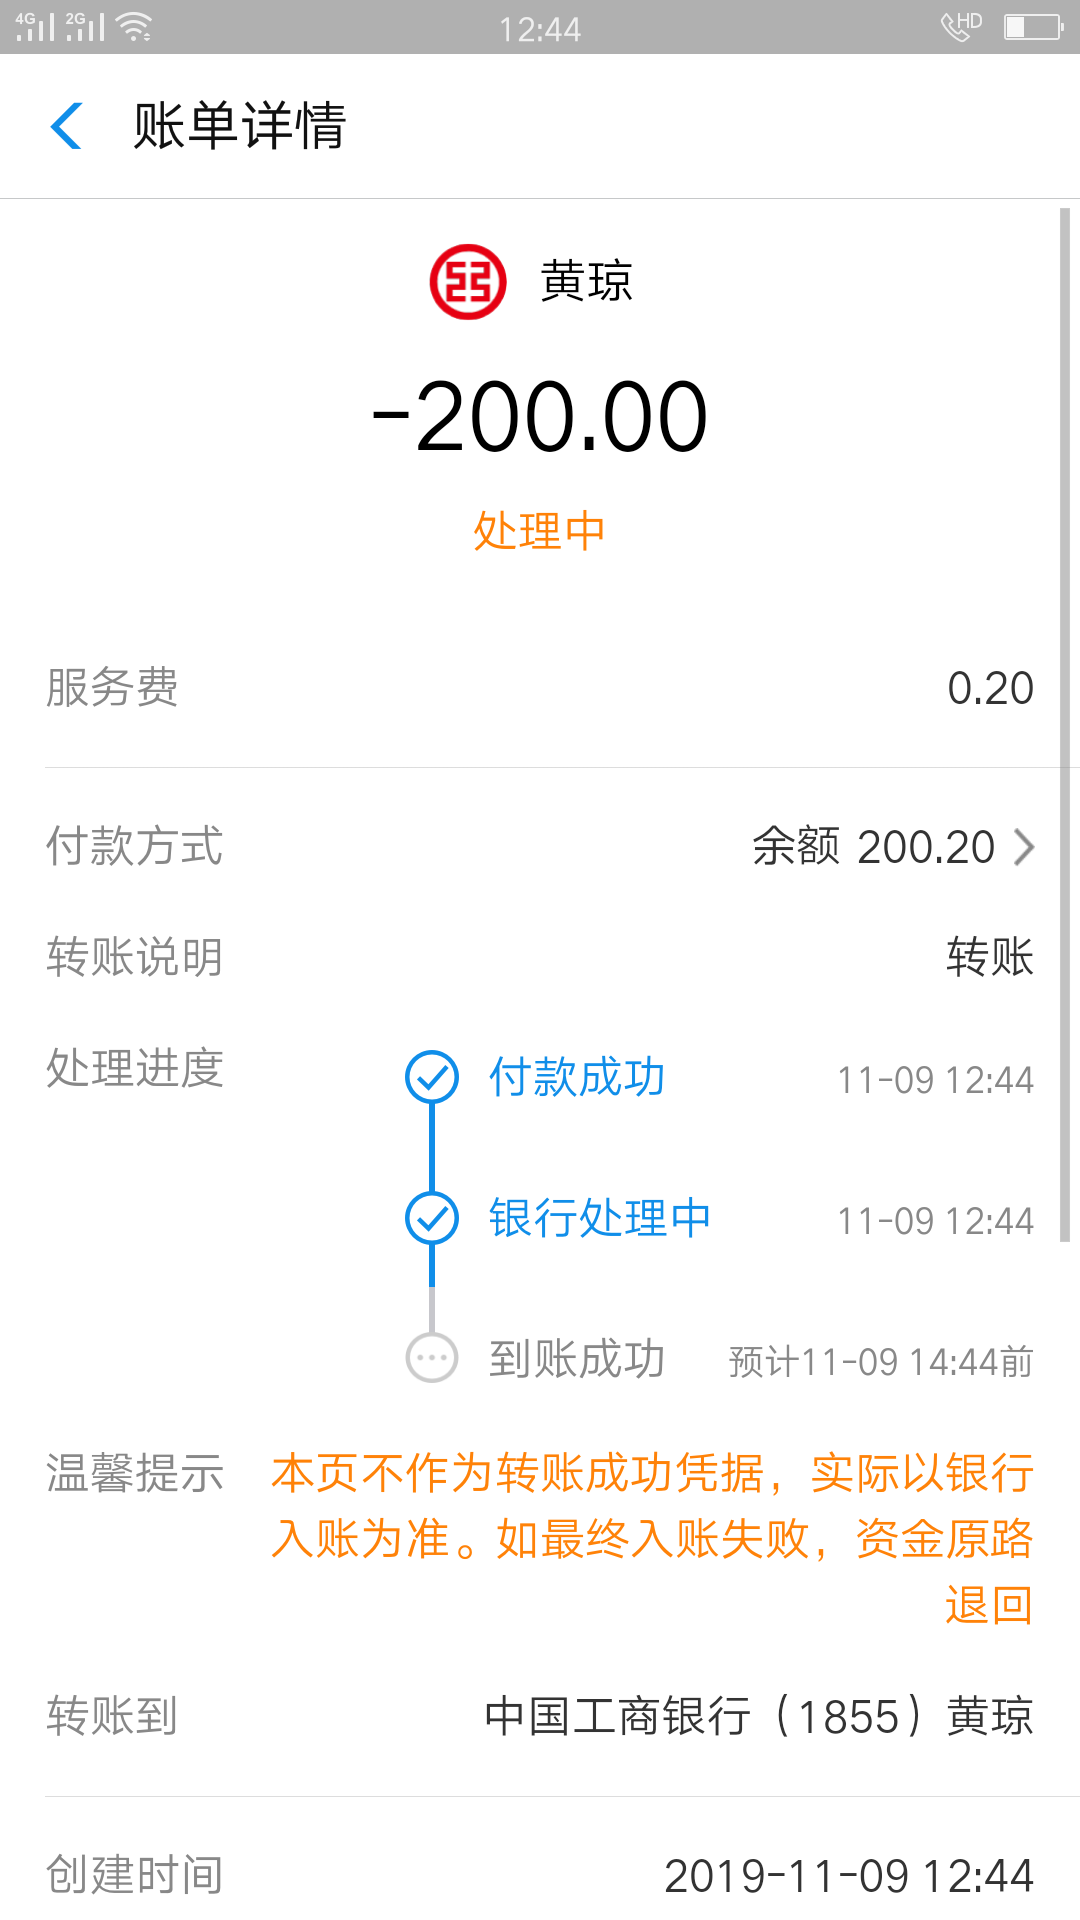 4G 2G 12:44 HD
账单详情
黄琼
-200.00
处理中
服务费 0.20
付款方式 余额 200.20
转账说明 转账
处理进度 付款成功 11-09 12:44
银行处理中 11-09 12:44
到账成功 预计11-09 14:44前
温馨提示 本页不作为转账成功凭据，实际以银行
入账为准。如最终入账失败，资金原路
退回
转账到 中国工商银行（1855）黄琼
创建时间 2019-11-09 12:44